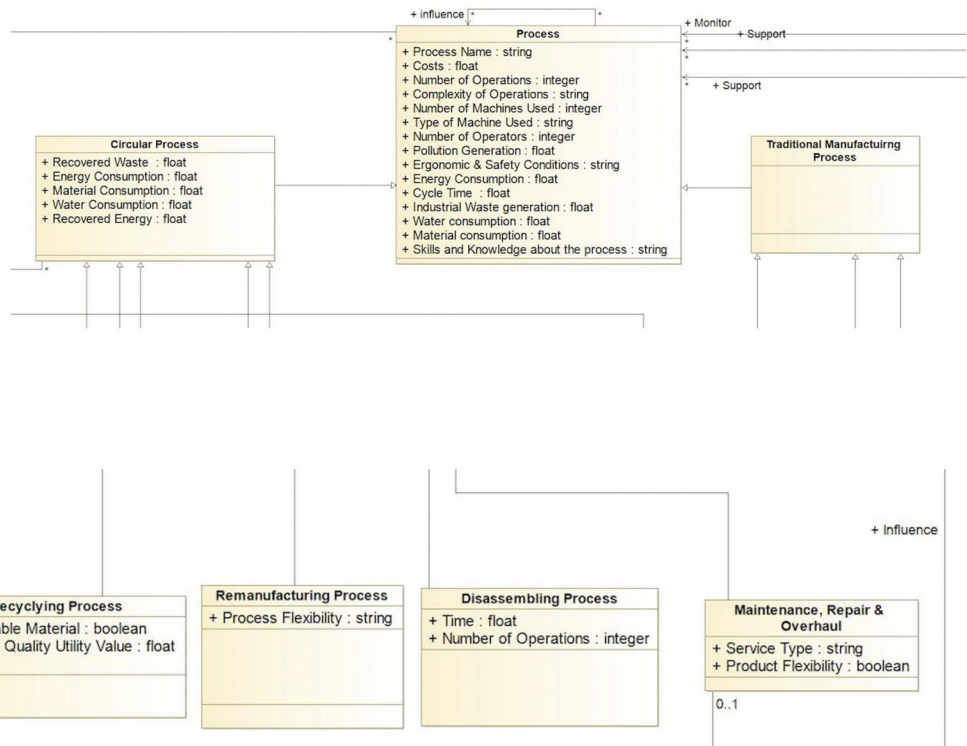 + influence * *
* Process + Monitor
+ Support
+ Process Name : string
+ Costs : float
+ Number of Operations : integer
+ Complexity of Operations : string
+ Number of Machines Used : integer
+ Type of Machine Used : string
+ Number of Operators : integer
+ Pollution Generation : float
+ Ergonomic & Safety Conditions : string
+ Energy Consumption : float
+ Cycle Time : float
+ Industrial Waste generation : float
+ Water consumption : float
+ Material consumption : float
+ Skills and Knowledge about the process : string
*
*
* + Support
Circular Process
+ Recovered Waste : float
+ Energy Consumption : float
+ Material Consumption : float
+ Water Consumption : float
+ Recovered Energy : float
*
Traditional Manufactuirng
Process
+ Influence
ecyclying Process
ble Material : boolean
Quality Utility Value : float
Remanufacturing Process
+ Process Flexibility : string
Disassembling Process
+ Time : float
+ Number of Operations : integer
Maintenance, Repair &
Overhaul
+ Service Type : string
+ Product Flexibility : boolean
0..1